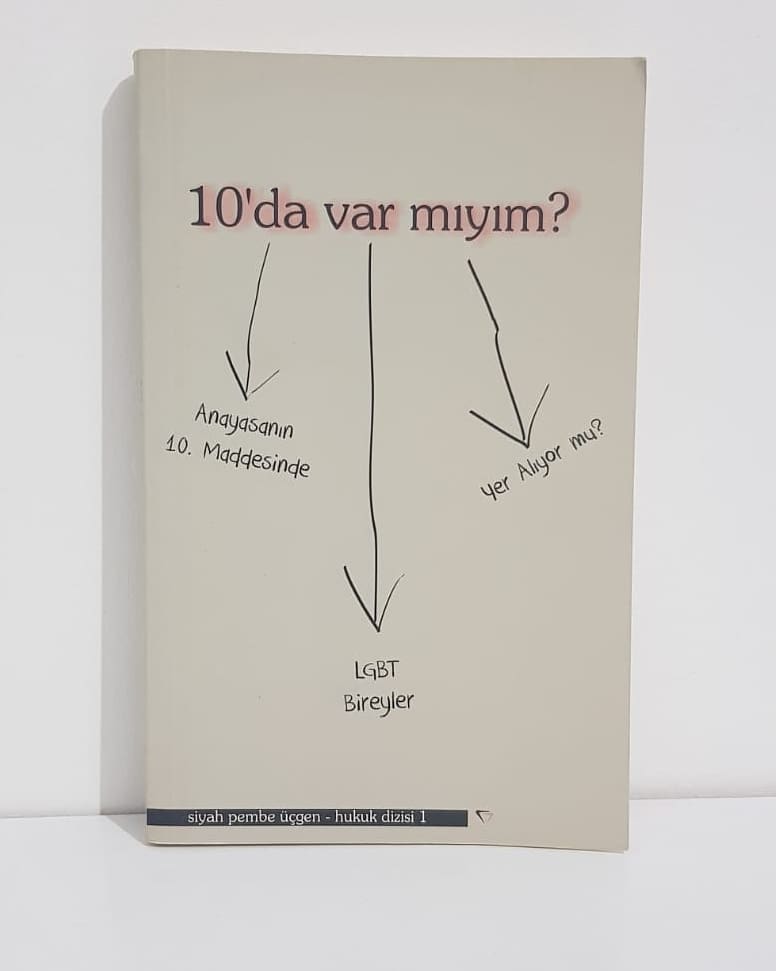 10'da var mıyım?
Anayasanın
10. Maddesinde
yer Alıyor mu?
LGBT
Bireyler
siyah pembe üçgen - hukuk dizisi 1